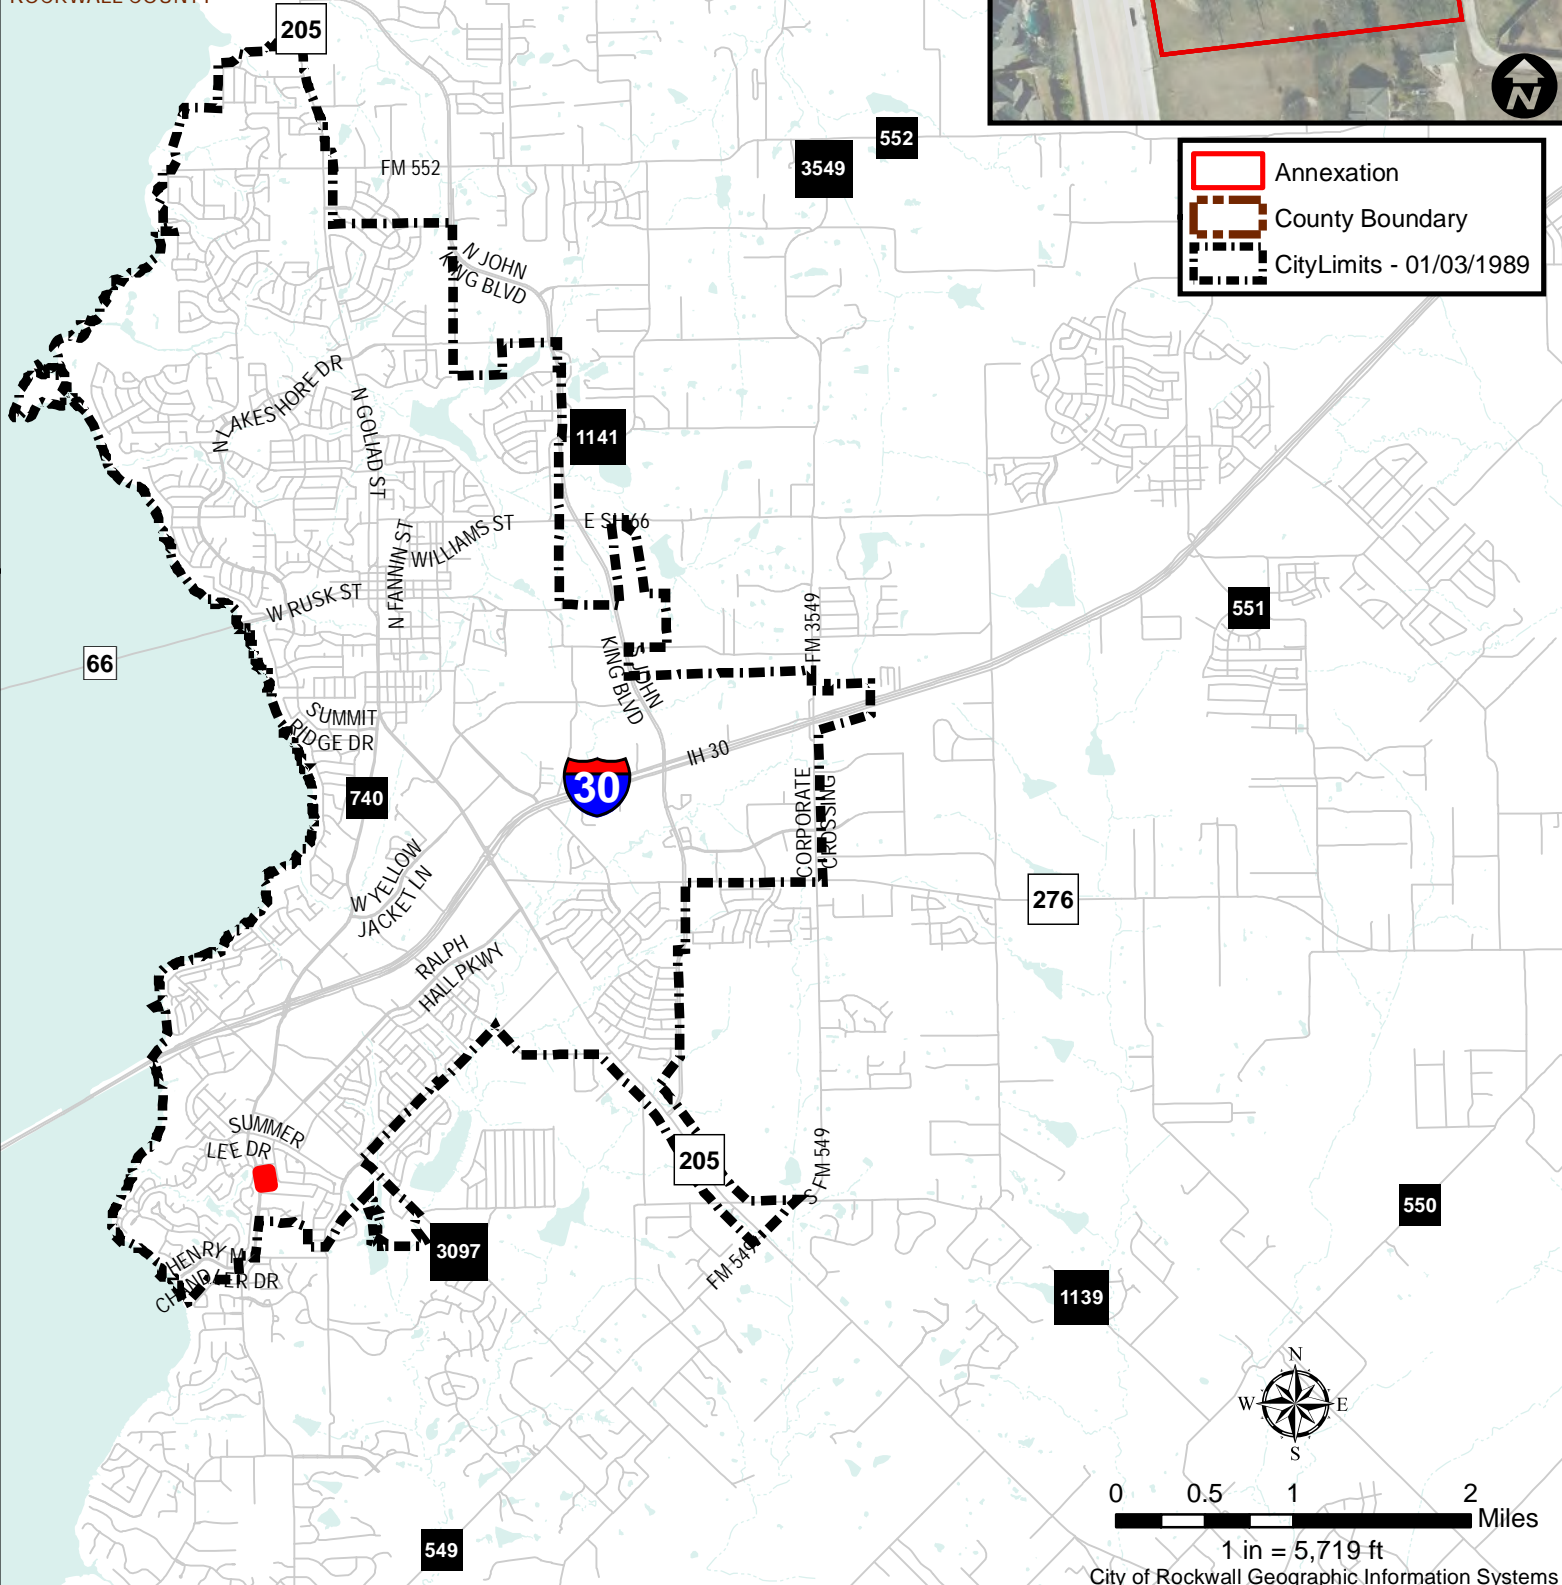 ROCKWALL COUNTY
205
N
FM 552
3549
552
Annexation
County Boundary
CityLimits - 01/03/1989
N JOHN
KING BLVD
N LAKESHORE DR
N GOLIAD ST
1141
E SH 66
WILLIAMS ST
N FANNIN ST
W RUSK ST
66
FM 3549
551
S JOHN
KING BLVD
SUMMIT
RIDGE DR
IH 30
30
740
CORPORATE
CROSSING
W YELLOW
JACKET LN
276
RALPH
HALL PKWY
SUMMER
LEE DR
205
S FM 549
550
HENRY M
CHANDLER DR
3097
FM 549
1139
N
W
E
S
0 0.5 1 2
Miles
549
1 in = 5,719 ft
City of Rockwall Geographic Information Systems